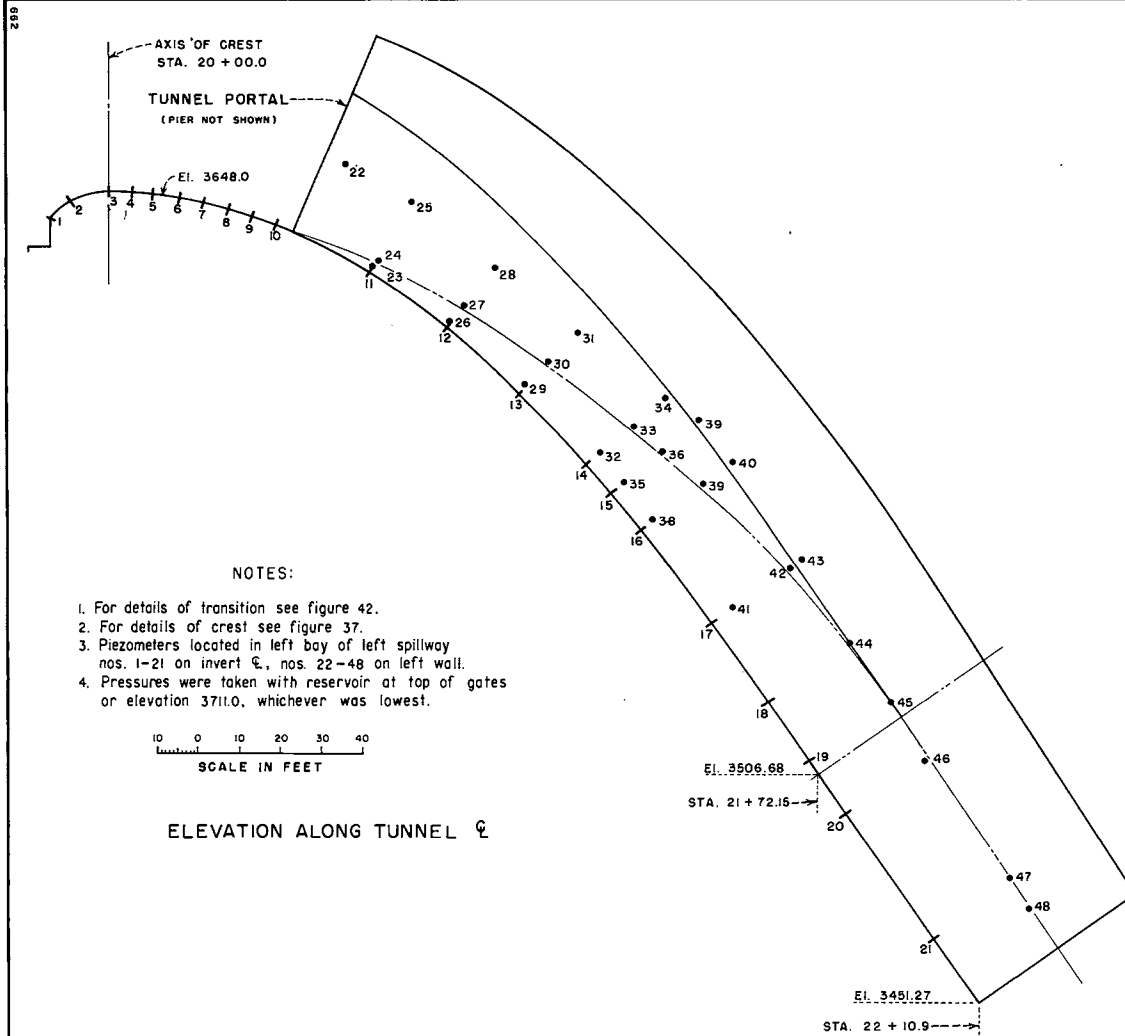 662
AXIS OF CREST
STA. 20 + 00.0
TUNNEL PORTAL
(PIER NOT SHOWN)
El. 3648.0
1
2
3
4
5
6
7
8
9
10
22
25
24
23
11
28
27
26
12
31
30
29
13
34
39
33
36
40
32
14
35
39
15
38
16
43
42
41
17
44
18
45
19
46
20
47
48
21
NOTES:
1. For details of transition see figure 42.
2. For details of crest see figure 37.
3. Piezometers located in left bay of left spillway
nos. 1-21 on invert ℄, nos. 22-48 on left wall.
4. Pressures were taken with reservoir at top of gates
or elevation 3711.0, whichever was lowest.
10 0 10 20 30 40
SCALE IN FEET
ELEVATION ALONG TUNNEL ℄
El. 3506.68
STA. 21 + 72.15
El. 3451.27
STA. 22 + 10.9